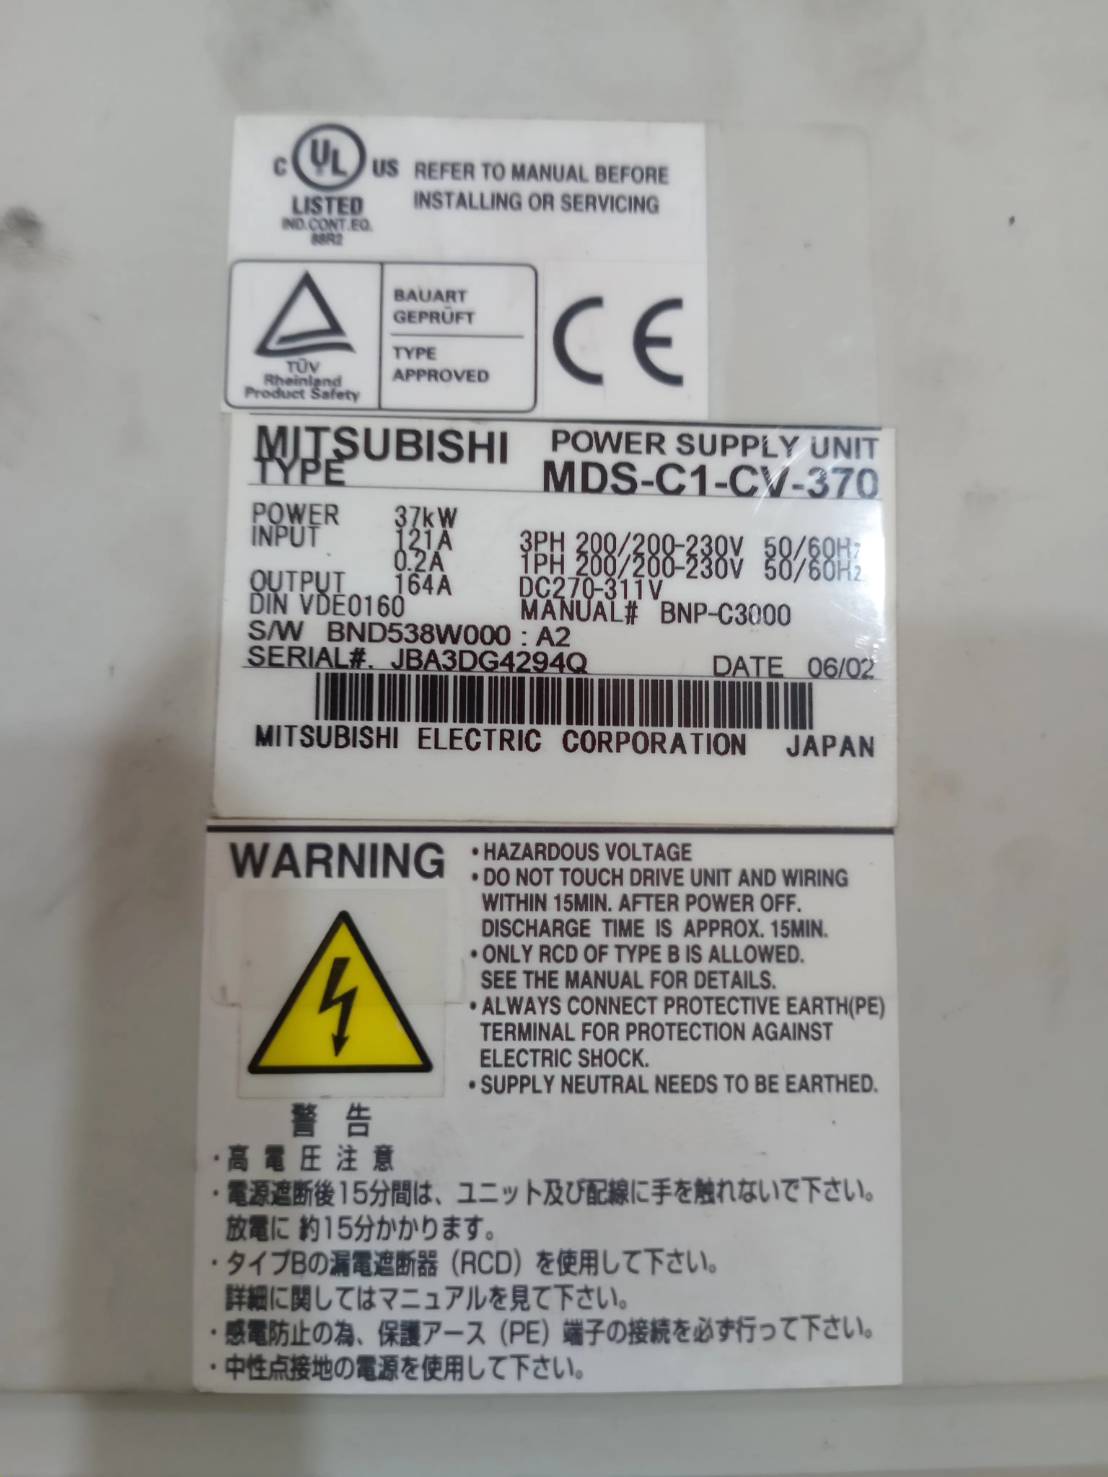 C UL US
LISTED
IND.CONT.EQ.
88R2
REFER TO MANUAL BEFORE
INSTALLING OR SERVICING
TÜV
Rheinland
Product Safety
BAUART
GEPRÜFT
TYPE
APPROVED
CE
MITSUBISHI POWER SUPPLY UNIT
TYPE MDS-C1-CV-370
POWER 37kW
INPUT 121A 3PH 200/200-230V 50/60Hz
0.2A 1PH 200/200-230V 50/60Hz
OUTPUT 164A DC270-311V
DIN VDE0160 MANUAL# BNP-C3000
S/W BND538W000 : A2
SERIAL#. JBA3DG4294Q DATE 06/02
MITSUBISHI ELECTRIC CORPORATION JAPAN
WARNING
• HAZARDOUS VOLTAGE
• DO NOT TOUCH DRIVE UNIT AND WIRING
WITHIN 15MIN. AFTER POWER OFF.
DISCHARGE TIME IS APPROX. 15MIN.
• ONLY RCD OF TYPE B IS ALLOWED.
SEE THE MANUAL FOR DETAILS.
• ALWAYS CONNECT PROTECTIVE EARTH(PE)
TERMINAL FOR PROTECTION AGAINST
ELECTRIC SHOCK.
• SUPPLY NEUTRAL NEEDS TO BE EARTHED.
警告
・高電圧注意
・電源遮断後15分間は、ユニット及び配線に手を触れないで下さい。
放電に 約15分かかります。
・タイプBの漏電遮断器（RCD）を使用して下さい。
詳細に関してはマニュアルを見て下さい。
・感電防止の為、保護アース（PE）端子の接続を必ず行って下さい。
・中性点接地の電源を使用して下さい。